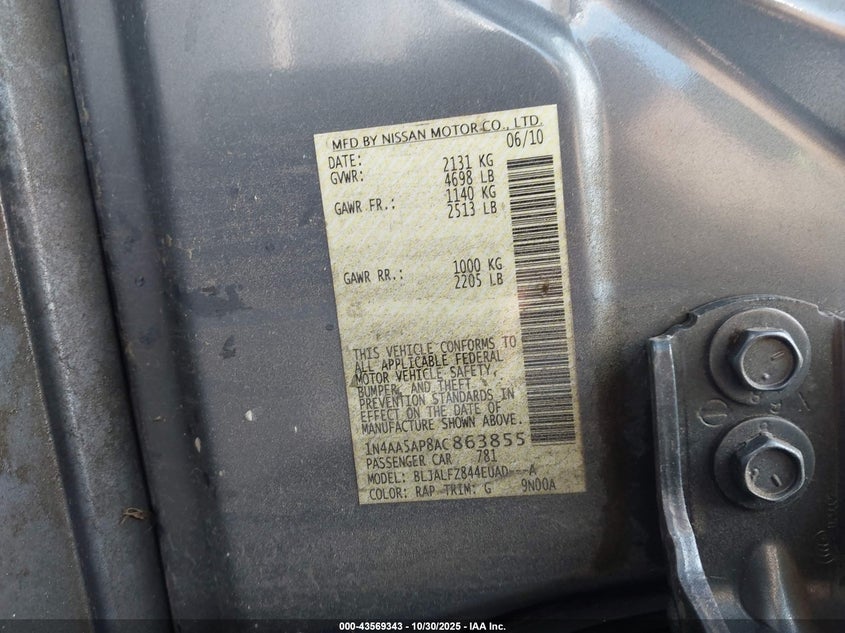 MFD BY NISSAN MOTOR CO., LTD.
DATE: 06/10
GVWR: 2131 KG
4698 LB
GAWR FR.: 1140 KG
2513 LB
GAWR RR.: 1000 KG
2205 LB
THIS VEHICLE CONFORMS TO
ALL APPLICABLE FEDERAL
MOTOR VEHICLE SAFETY,
BUMPER, AND THEFT
PREVENTION STANDARDS IN
EFFECT ON THE DATE OF
MANUFACTURE SHOWN ABOVE.
1N4AA5AP8AC863855
PASSENGER CAR 781
MODEL: BLJALFZ844EUAD---A
COLOR: RAP TRIM: G 9N00A
000-43569343 - 10/30/2025 - IAA Inc.